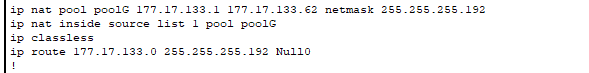 ip nat pool poolG 177.17.133.1 177.17.133.62 netmask 255.255.255.192
ip nat inside source list 1 pool poolG
ip classless
ip route 177.17.133.0 255.255.255.192 Null0
!